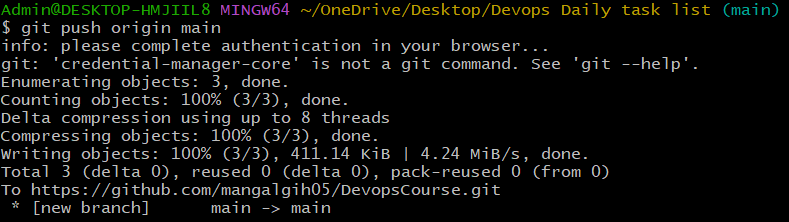 Admin@DESKTOP-HMJIIL8 MINGW64 ~/OneDrive/Desktop/Devops Daily task list (main)
$ git push origin main
info: please complete authentication in your browser...
git: 'credential-manager-core' is not a git command. See 'git --help'.
Enumerating objects: 3, done.
Counting objects: 100% (3/3), done.
Delta compression using up to 8 threads
Compressing objects: 100% (3/3), done.
Writing objects: 100% (3/3), 411.14 KiB | 4.24 MiB/s, done.
Total 3 (delta 0), reused 0 (delta 0), pack-reused 0 (from 0)
To https://github.com/mangalgih05/DevopsCourse.git
 * [new branch]      main -> main